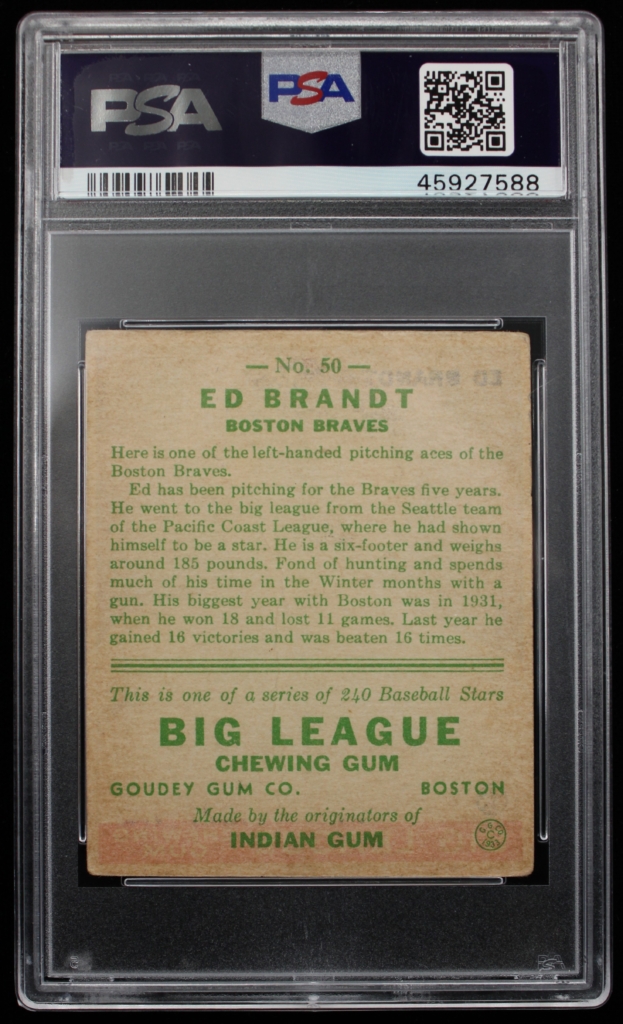 PSA
PSA
45927588
— No. 50 —
ED BRANDT
BOSTON BRAVES
Here is one of the left-handed pitching aces of the
Boston Braves.
Ed has been pitching for the Braves five years.
He went to the big league from the Seattle team
of the Pacific Coast League, where he had shown
himself to be a star. He is a six-footer and weighs
around 185 pounds. Fond of hunting and spends
much of his time in the Winter months with a
gun. His biggest year with Boston was in 1931,
when he won 18 and lost 11 games. Last year he
gained 16 victories and was beaten 16 times.
This is one of a series of 240 Baseball Stars
BIG LEAGUE
CHEWING GUM
GOUDEY GUM CO. BOSTON
Made by the originators of
INDIAN GUM